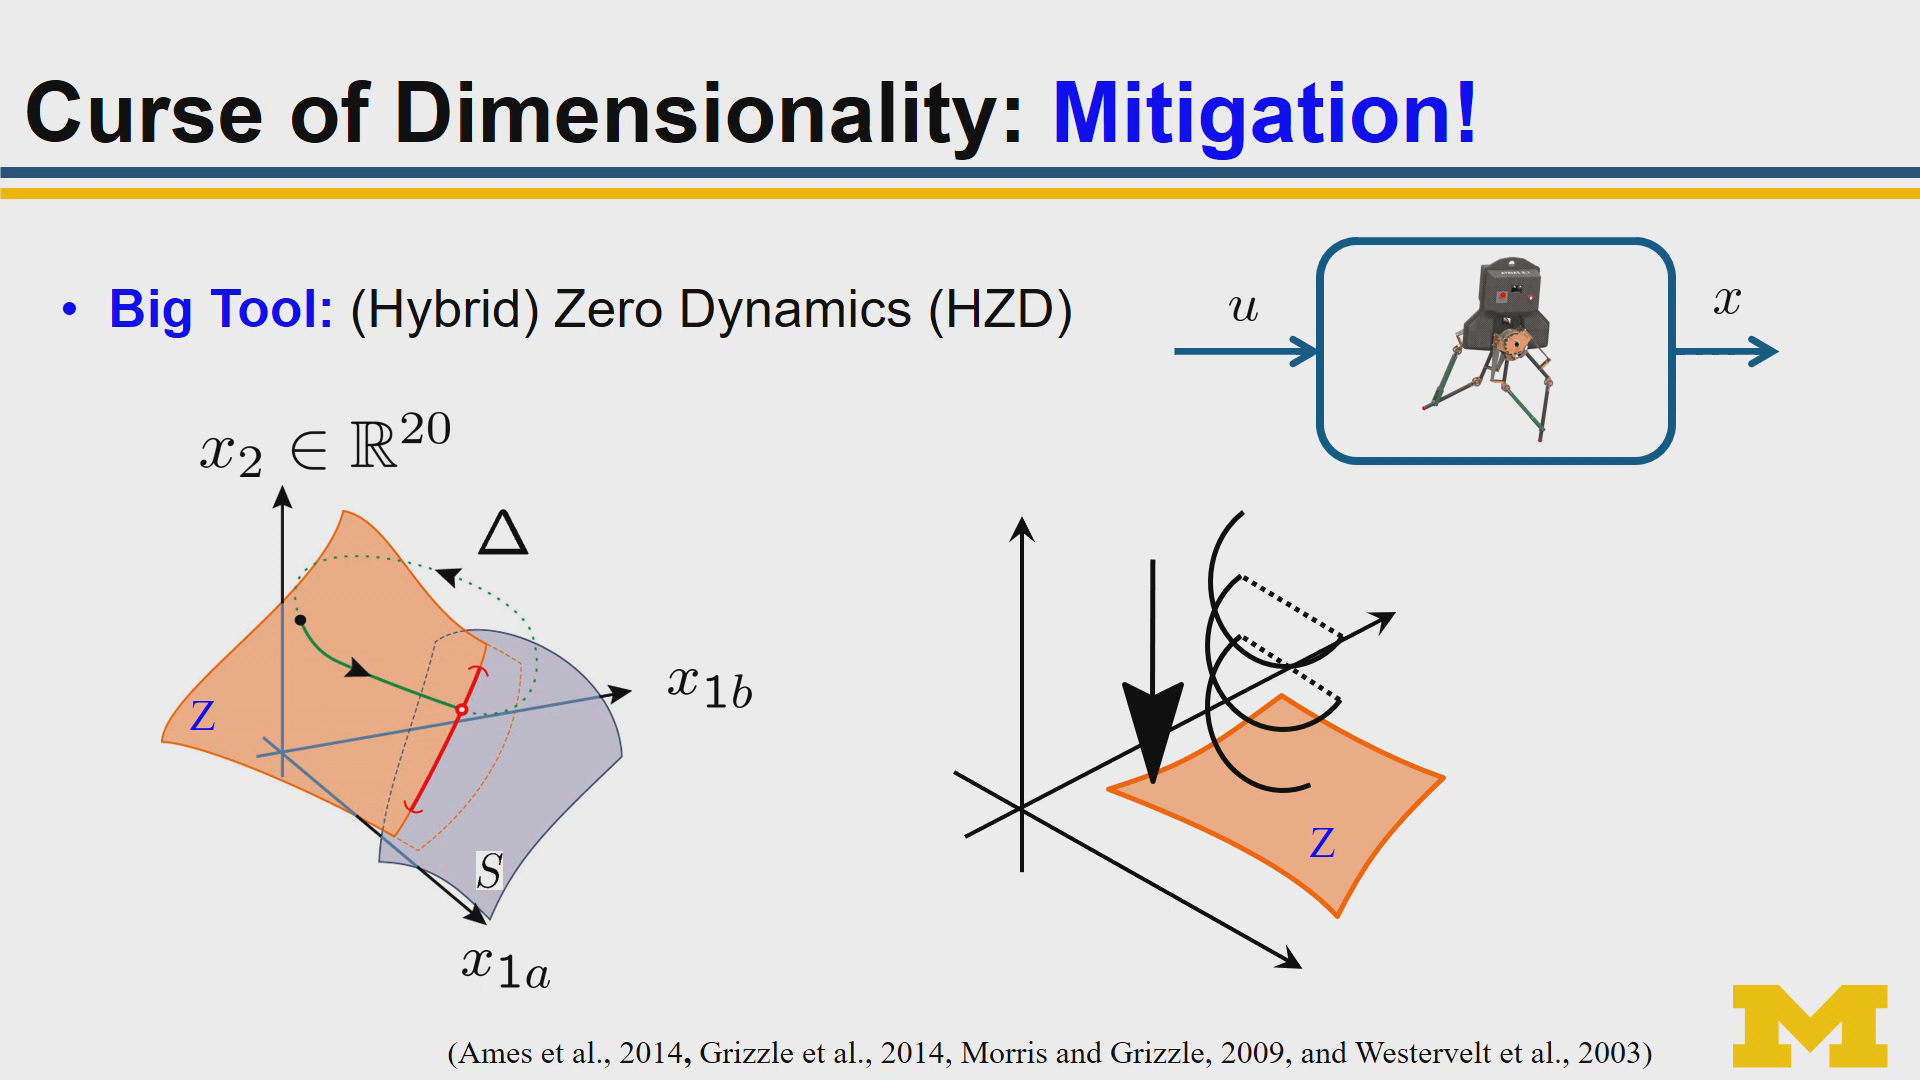 Curse of Dimensionality: Mitigation!
• Big Tool: (Hybrid) Zero Dynamics (HZD)
u
x
x₂ ∈ ℝ²⁰
Δ
x₁b
Z
S
x₁a
Z
(Ames et al., 2014, Grizzle et al., 2014, Morris and Grizzle, 2009, and Westervelt et al., 2003)
M